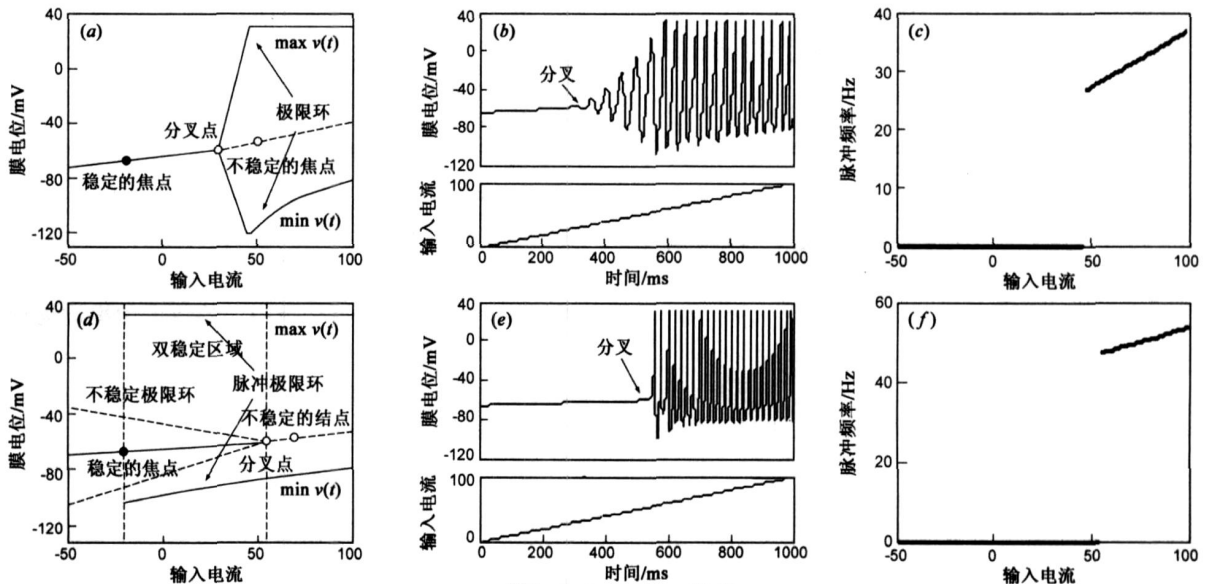 (a)
膜电位/mV
40
0
-40
-80
-120
max v(t)
极限环
分叉点
不稳定的焦点
稳定的焦点
min v(t)
-50
0
50
100
输入电流
(b)
膜电位/mV
40
0
-40
-80
-120
分叉
输入电流
100
0
0
200
400
600
800
1000
时间/ms
(c)
脉冲频率/Hz
40
30
20
10
0
-50
0
50
100
输入电流
(d)
膜电位/mV
40
0
-40
-80
-120
max v(t)
双稳定区域
不稳定极限环
脉冲极限环
不稳定的结点
稳定的焦点
分叉点
min v(t)
-50
0
50
100
输入电流
(e)
膜电位/mV
40
0
-40
-80
-120
分叉
输入电流
100
0
0
200
400
600
800
1000
时间/ms
(f)
脉冲频率/Hz
60
40
20
0
-50
0
50
100
输入电流